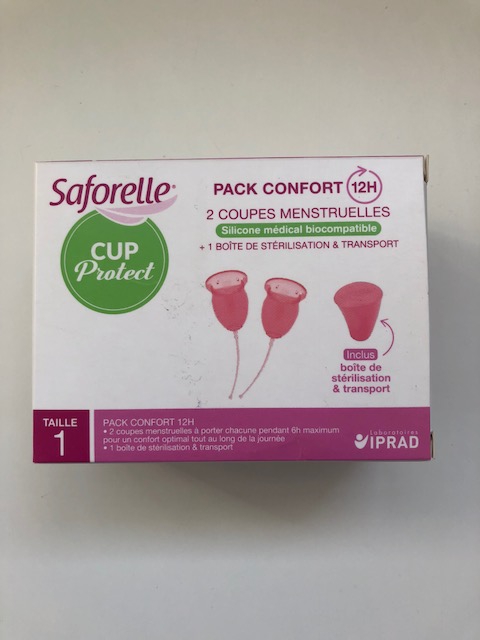 Saforelle®
CUP
Protect
PACK CONFORT 12H
2 COUPES MENSTRUELLES
Silicone médical biocompatible
+ 1 BOÎTE DE STÉRILISATION & TRANSPORT
Inclus
boîte de
stérilisation
& transport
TAILLE
1
PACK CONFORT 12H
• 2 coupes menstruelles à porter chacune pendant 6h maximum
pour un confort optimal tout au long de la journée
• 1 boîte de stérilisation & transport
Laboratoires
IPRAD